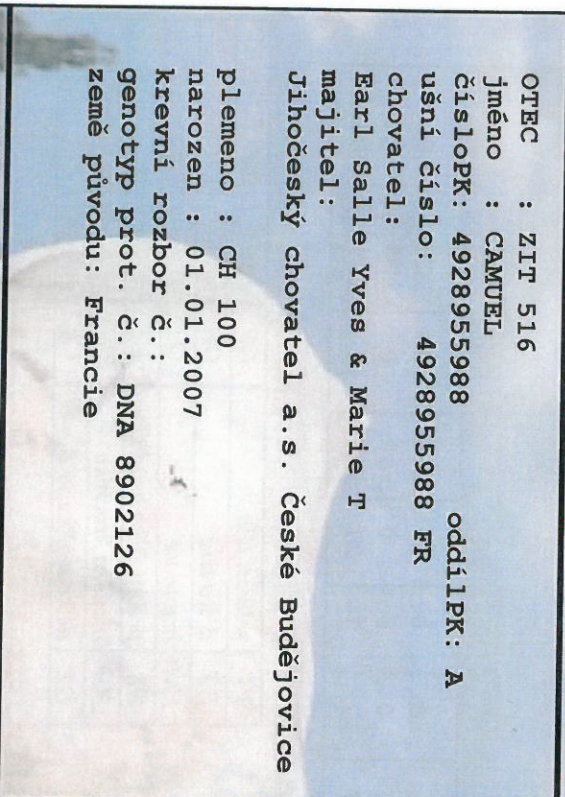 OTEC : ZIT 516
jméno : CAMUEL
čísloPK: 4928955988 oddílPK: A
ušní číslo: 4928955988 FR
chovatel:
Earl Salle Yves & Marie T
majitel:
Jihočeský chovatel a.s. České Budějovice
plemeno : CH 100
narozen : 01.01.2007
krevní rozbor č.:
genotyp prot. č.: DNA 8902126
země původu: Francie